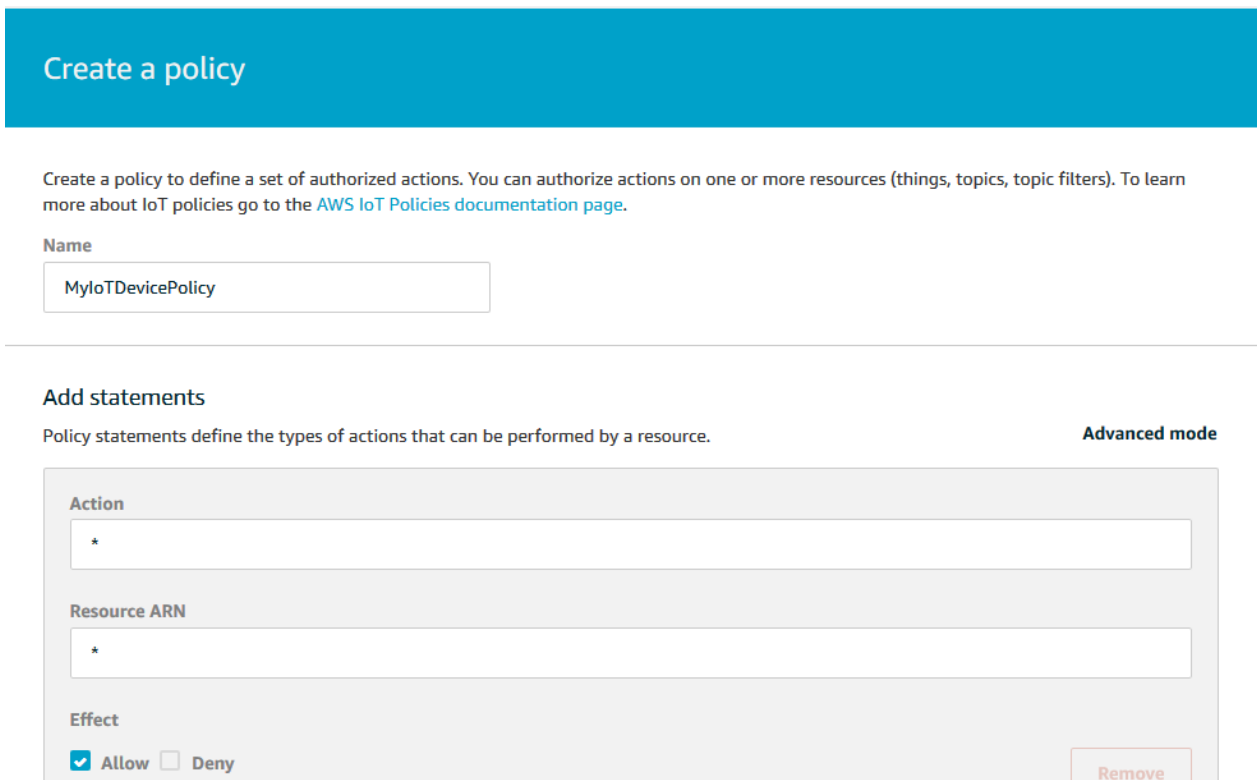 Create a policy
Create a policy to define a set of authorized actions. You can authorize actions on one or more resources (things, topics, topic filters). To learn
more about IoT policies go to the AWS IoT Policies documentation page.
Name
MyIoTDevicePolicy
Add statements
Policy statements define the types of actions that can be performed by a resource.
Advanced mode
Action
*
Resource ARN
*
Effect
Allow Deny
Remove